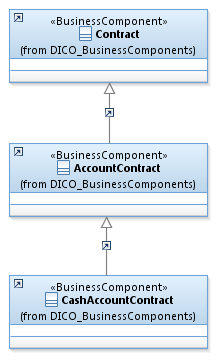 «BusinessComponent»
Contract
(from DICO_BusinessComponents)
«BusinessComponent»
AccountContract
(from DICO_BusinessComponents)
«BusinessComponent»
CashAccountContract
(from DICO_BusinessComponents)